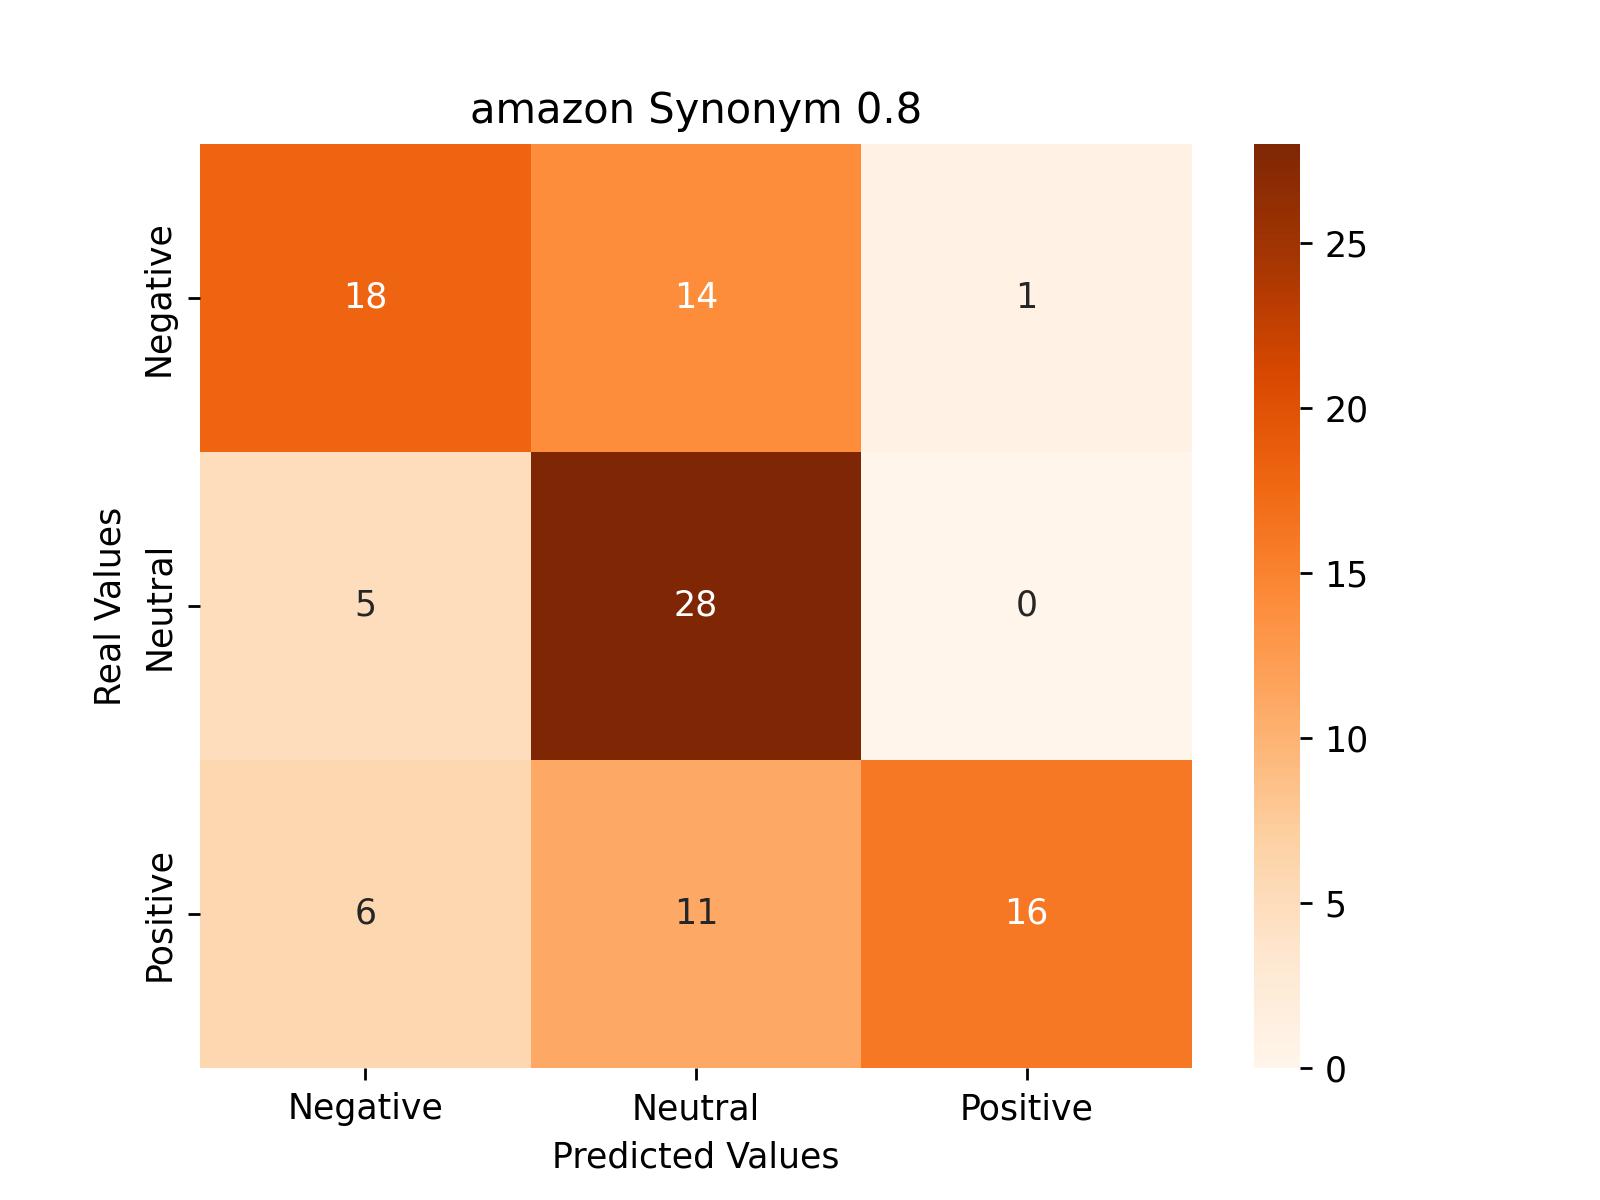 amazon Synonym 0.8
Real Values
Negative
18 14 1
Neutral
5 28 0
Positive
6 11 16
Negative Neutral Positive
Predicted Values
25
20
15
10
5
0